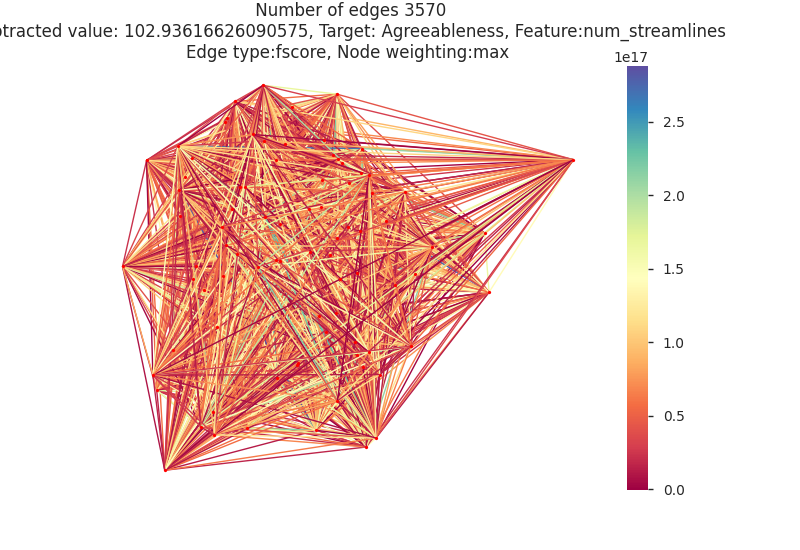 Number of edges 3570
otracted value: 102.93616626090575, Target: Agreeableness, Feature:num_streamlines
Edge type:fscore, Node weighting:max
1e17
2.5
2.0
1.5
1.0
0.5
0.0